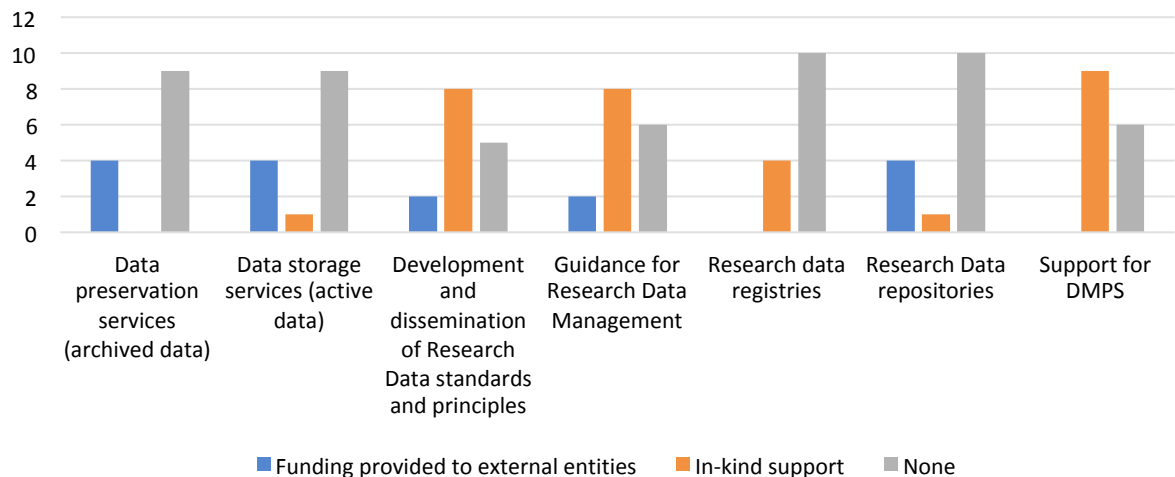 12
10
8
6
4
2
0
Data
preservation
services
(archived data)
Data storage
services (active
data)
Development
and
dissemination
of Research
Data standards
and principles
Guidance for
Research Data
Management
Research data
registries
Research Data
repositories
Support for
DMPS
Funding provided to external entities
In-kind support
None